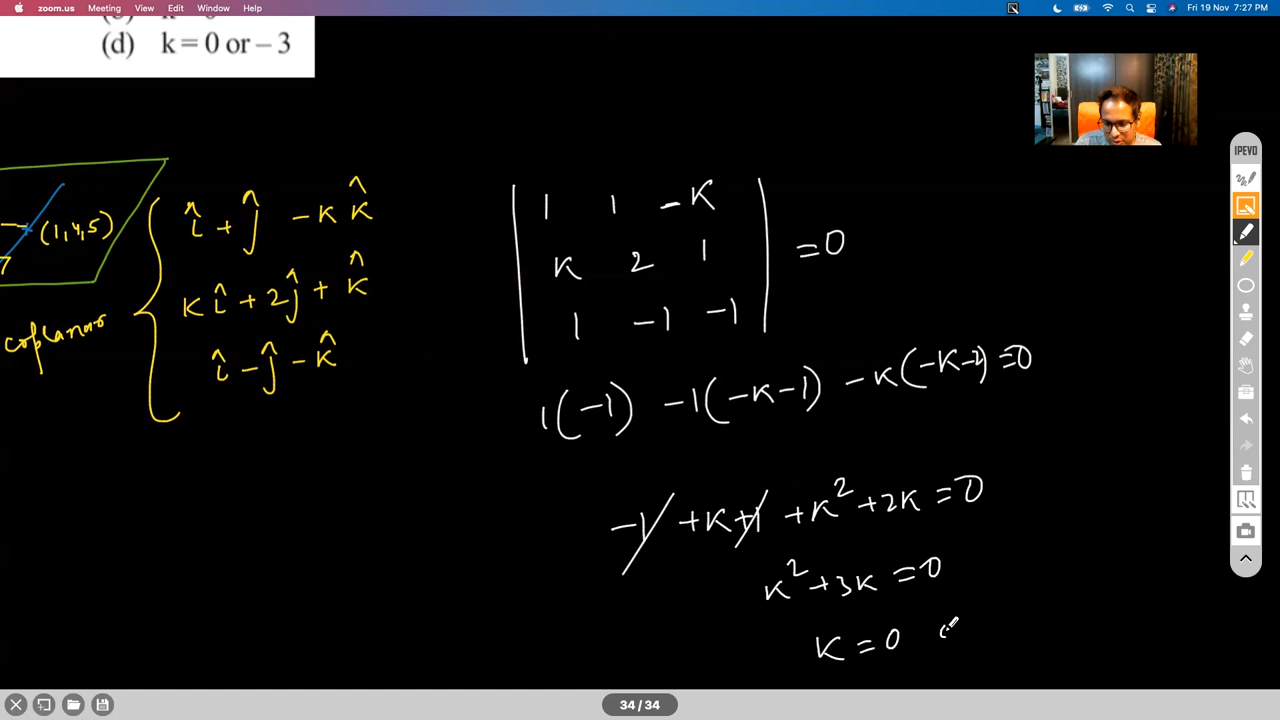 zoom.us Meeting View Edit Window Help Fri 19 Nov 7:27 PM
(d) k = 0 or – 3
IPEVO
(1,4,5)
7
coplanar
î + ĵ - K k̂
K î + 2ĵ + k̂
î - ĵ - k̂
1 1 -K
K 2 1 = 0
1 -1 -1
1(-1) -1(-K-1) -K(-K-2) = 0
-1 +K+1 +K² +2K = 0
K² +3K = 0
K = 0
34 / 34